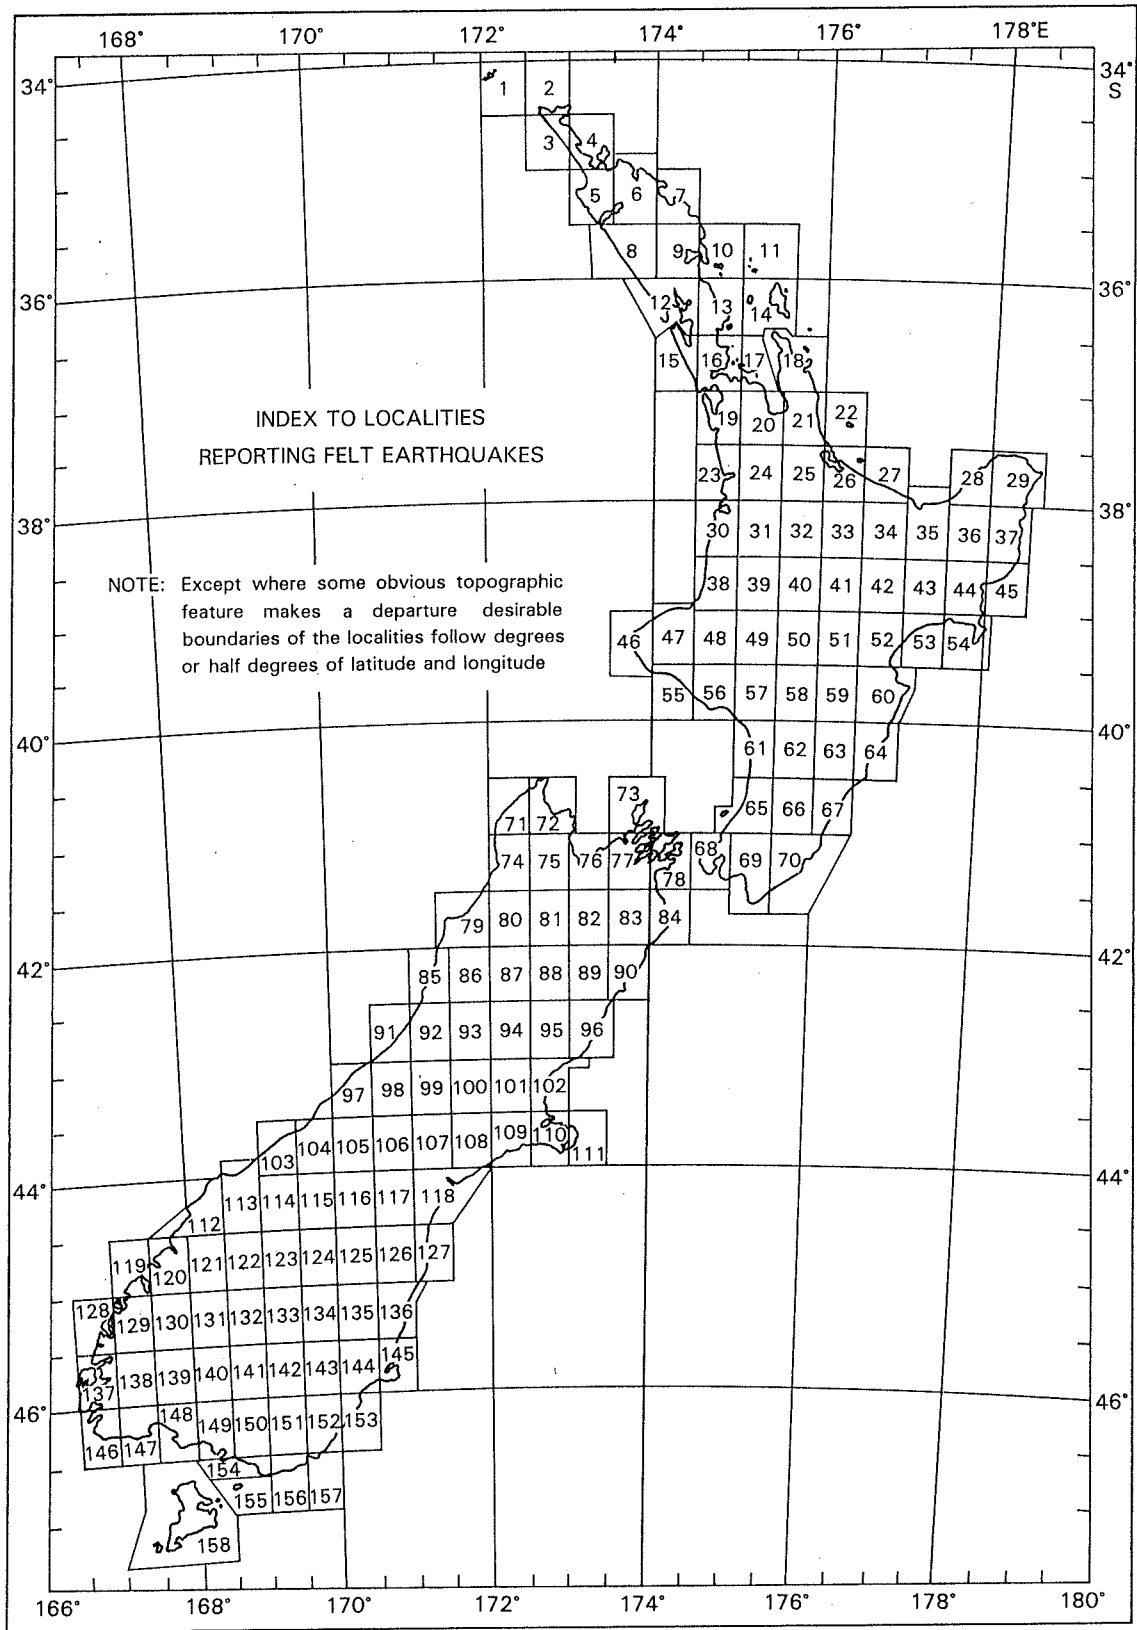 168° 170° 172° 174° 176° 178°E
34° 34°
S
1 2
3 4
5 6 7
8 9 10 11
36° 36°
12 13 14
15 16 17 18
INDEX TO LOCALITIES
REPORTING FELT EARTHQUAKES
19 20 21 22
23 24 25 26 27 28 29
38° 38°
30 31 32 33 34 35 36 37
NOTE: Except where some obvious topographic
feature makes a departure desirable
boundaries of the localities follow degrees
or half degrees of latitude and longitude
38 39 40 41 42 43 44 45
46 47 48 49 50 51 52 53 54
55 56 57 58 59 60
40° 40°
61 62 63 64
73 65 66 67
71 72
74 75 76 77 78 68 69 70
79 80 81 82 83 84
42° 42°
85 86 87 88 89 90
91 92 93 94 95 96
97 98 99 100 101 102
103 104 105 106 107 108 109 110 111
44° 44°
112 113 114 115 116 117 118
119 120 121 122 123 124 125 126 127
128 129 130 131 132 133 134 135 136
137 138 139 140 141 142 143 144 145
46° 46°
146 147 148 149 150 151 152 153
154 155 156 157
158
166° 168° 170° 172° 174° 176° 178° 180°